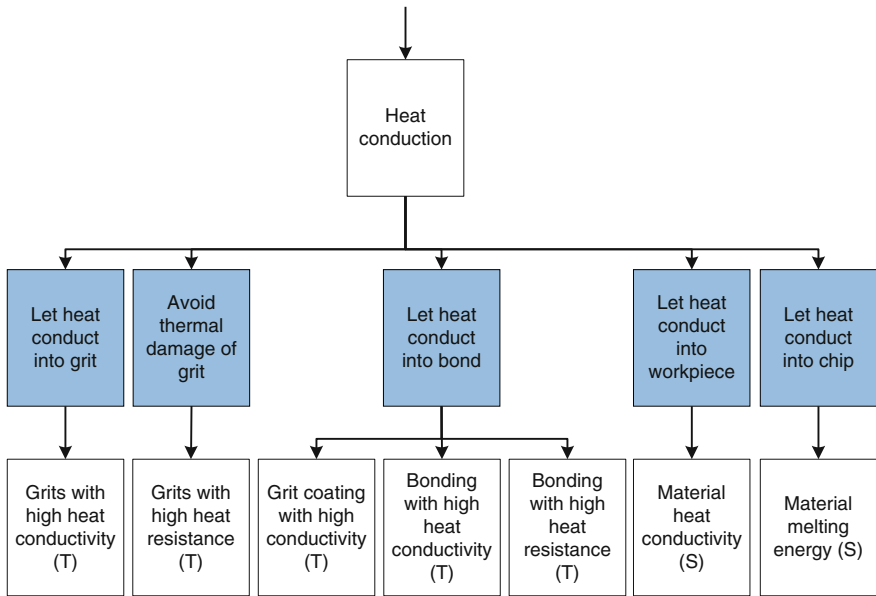 Heat
conduction
Let heat
conduct
into grit
Avoid
thermal
damage of
grit
Let heat
conduct
into bond
Let heat
conduct
into
workpiece
Let heat
conduct
into chip
Grits with
high heat
conductivity
(T)
Grits with
high heat
resistance
(T)
Grit coating
with high
conductivity
(T)
Bonding
with high
heat
conductivity
(T)
Bonding
with high
heat
resistance
(T)
Material
heat
conductivity
(S)
Material
melting
energy (S)